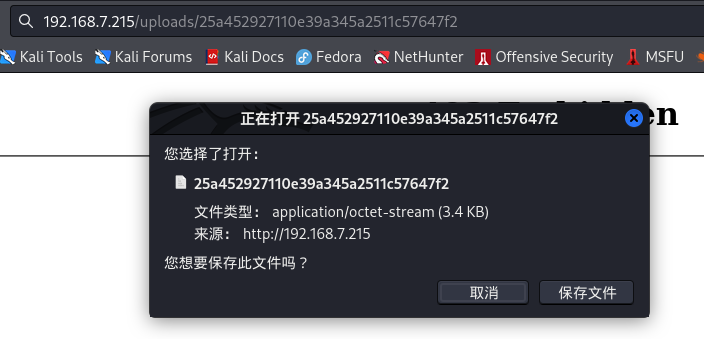 192.168.7.215/uploads/25a452927110e39a345a2511c57647f2
Kali Tools Kali Forums Kali Docs Fedora NetHunter Offensive Security MSFU
正在打开 25a452927110e39a345a2511c57647f2
您选择了打开:
25a452927110e39a345a2511c57647f2
文件类型: application/octet-stream (3.4 KB)
来源: http://192.168.7.215
您想要保存此文件吗?
取消 保存文件